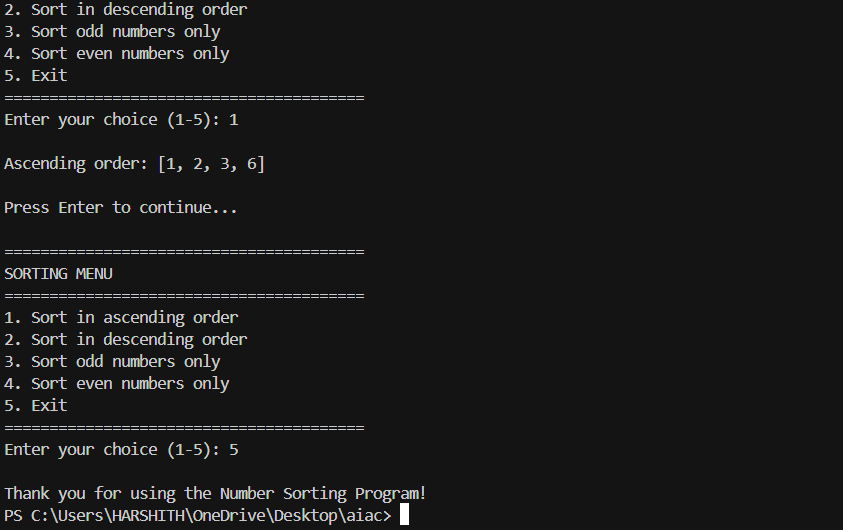 2. Sort in descending order
3. Sort odd numbers only
4. Sort even numbers only
5. Exit
========================================
Enter your choice (1-5): 1
Ascending order: [1, 2, 3, 6]
Press Enter to continue...
========================================
SORTING MENU
========================================
1. Sort in ascending order
2. Sort in descending order
3. Sort odd numbers only
4. Sort even numbers only
5. Exit
========================================
Enter your choice (1-5): 5
Thank you for using the Number Sorting Program!
PS C:\Users\HARSHITH\OneDrive\Desktop\aiac>